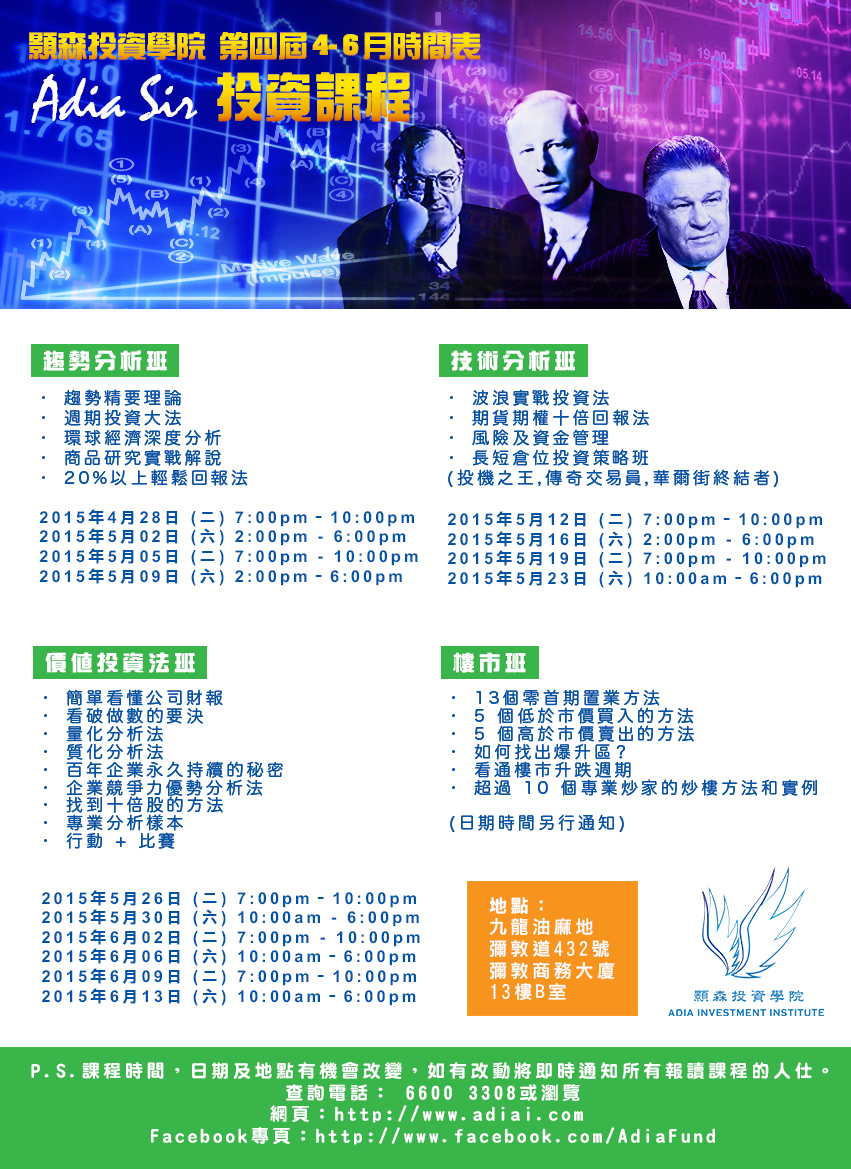 顥森投資學院 第四屆4-6月時間表
Adia Sir 投資課程
14.56
19.00
05.14
1.7765
98.47
Motive Wave
(impulse)
34
144
趨勢分析班
· 趨勢精要理論
· 週期投資大法
· 環球經濟深度分析
· 商品研究實戰解說
· 20%以上輕鬆回報法
2015年4月28日 (二) 7:00pm - 10:00pm
2015年5月02日 (六) 2:00pm - 6:00pm
2015年5月05日 (二) 7:00pm - 10:00pm
2015年5月09日 (六) 2:00pm - 6:00pm
技術分析班
· 波浪實戰投資法
· 期貨期權十倍回報法
· 風險及資金管理
· 長短倉位投資策略班
(投機之王,傳奇交易員,華爾街終結者)
2015年5月12日 (二) 7:00pm - 10:00pm
2015年5月16日 (六) 2:00pm - 6:00pm
2015年5月19日 (二) 7:00pm - 10:00pm
2015年5月23日 (六) 10:00am - 6:00pm
價值投資法班
· 簡單看懂公司財報
· 看破做數的要決
· 量化分析法
· 質化分析法
· 百年企業永久持續的秘密
· 企業競爭力優勢分析法
· 找到十倍股的方法
· 專業分析樣本
· 行動 + 比賽
2015年5月26日 (二) 7:00pm - 10:00pm
2015年5月30日 (六) 10:00am - 6:00pm
2015年6月02日 (二) 7:00pm - 10:00pm
2015年6月06日 (六) 10:00am - 6:00pm
2015年6月09日 (二) 7:00pm - 10:00pm
2015年6月13日 (六) 10:00am - 6:00pm
樓市班
· 13個零首期置業方法
· 5 個低於市價買入的方法
· 5 個高於市價賣出的方法
· 如何找出爆升區?
· 看通樓市升跌週期
· 超過 10 個專業炒家的炒樓方法和實例
(日期時間另行通知)
地點：
九龍油麻地
彌敦道432號
彌敦商務大廈
13樓B室
顥森投資學院
ADIA INVESTMENT INSTITUTE
P.S.課程時間，日期及地點有機會改變，如有改動將即時通知所有報讀課程的人仕。
查詢電話： 6600 3308或瀏覽
網頁：http://www.adiai.com
Facebook專頁：http://www.facebook.com/AdiaFund